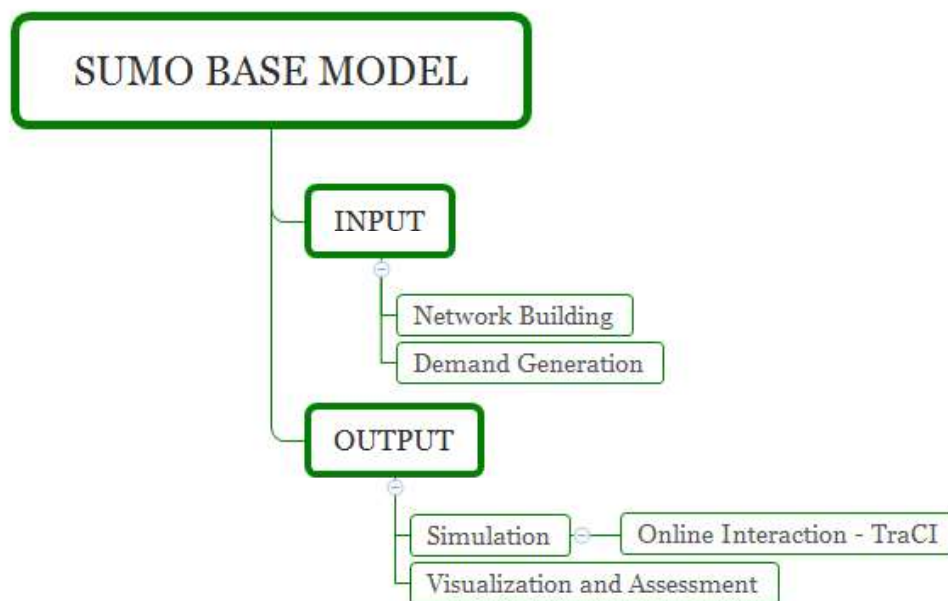 SUMO BASE MODEL
INPUT
Network Building
Demand Generation
OUTPUT
Simulation
Online Interaction - TraCI
Visualization and Assessment